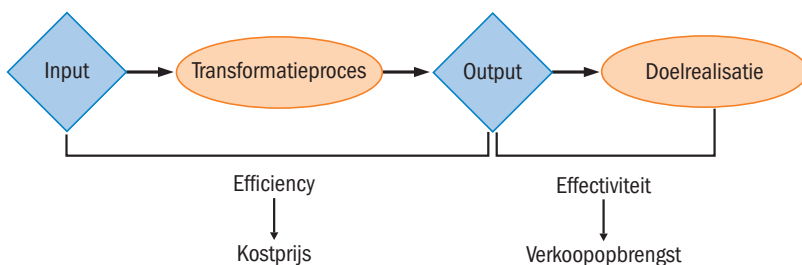 Input
Transformatieproces
Output
Doelrealisatie
Efficiency
Effectiviteit
Kostprijs
Verkoopopbrengst